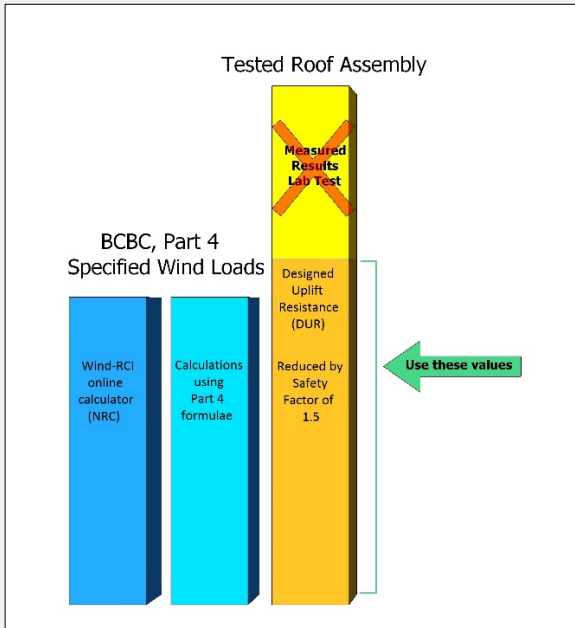 Tested Roof Assembly
Measured
Results
Lab Test
BCBC, Part 4
Specified Wind Loads
Designed
Uplift
Resistance
(DUR)
Reduced by
Safety
Factor of
1.5
Wind-RCI
online
calculator
(NRC)
Calculations
using
Part 4
formulae
Use these values